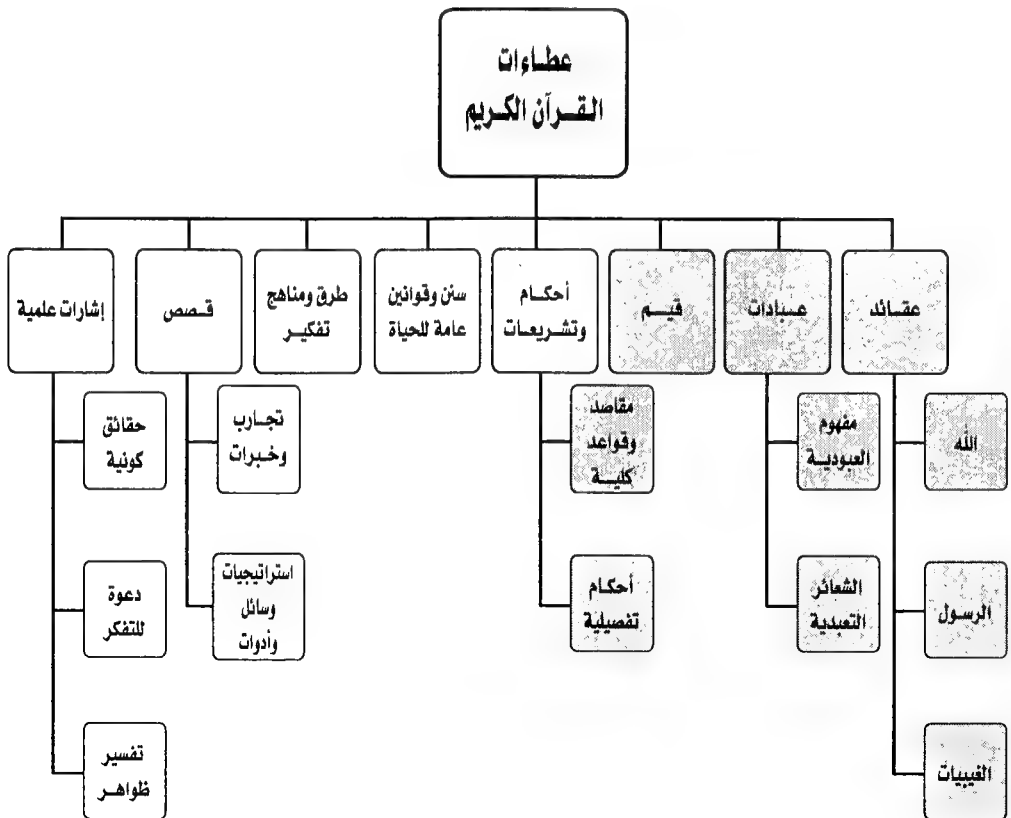 عطاءات
القرآن الكريم
عقائد
عبادات
قيم
أحكام
وتشريعات
سنن وقوانين
عامة للحياة
طرق ومناهج
تفكير
قصص
إشارات علمية
الله
الرسول
الغيبيات
مفهوم
العبودية
الشعائر
التعبدية
مقاصد
وقواعد
كلية
أحكام
تفصيلية
تجارب
وخبرات
استراتيجيات
وسائل
وأدوات
حقائق
كونية
دعوة
للتفكر
تفسير
ظواهر